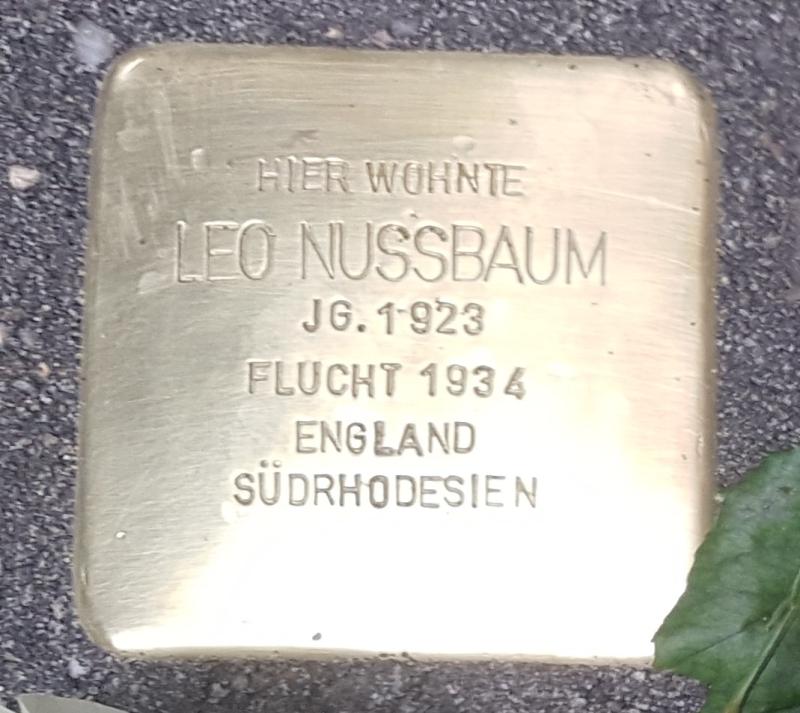 HIER WOHNTE
LEO NUSSBAUM
JG. 1923
FLUCHT 1934
ENGLAND
SÜDRHODESIEN